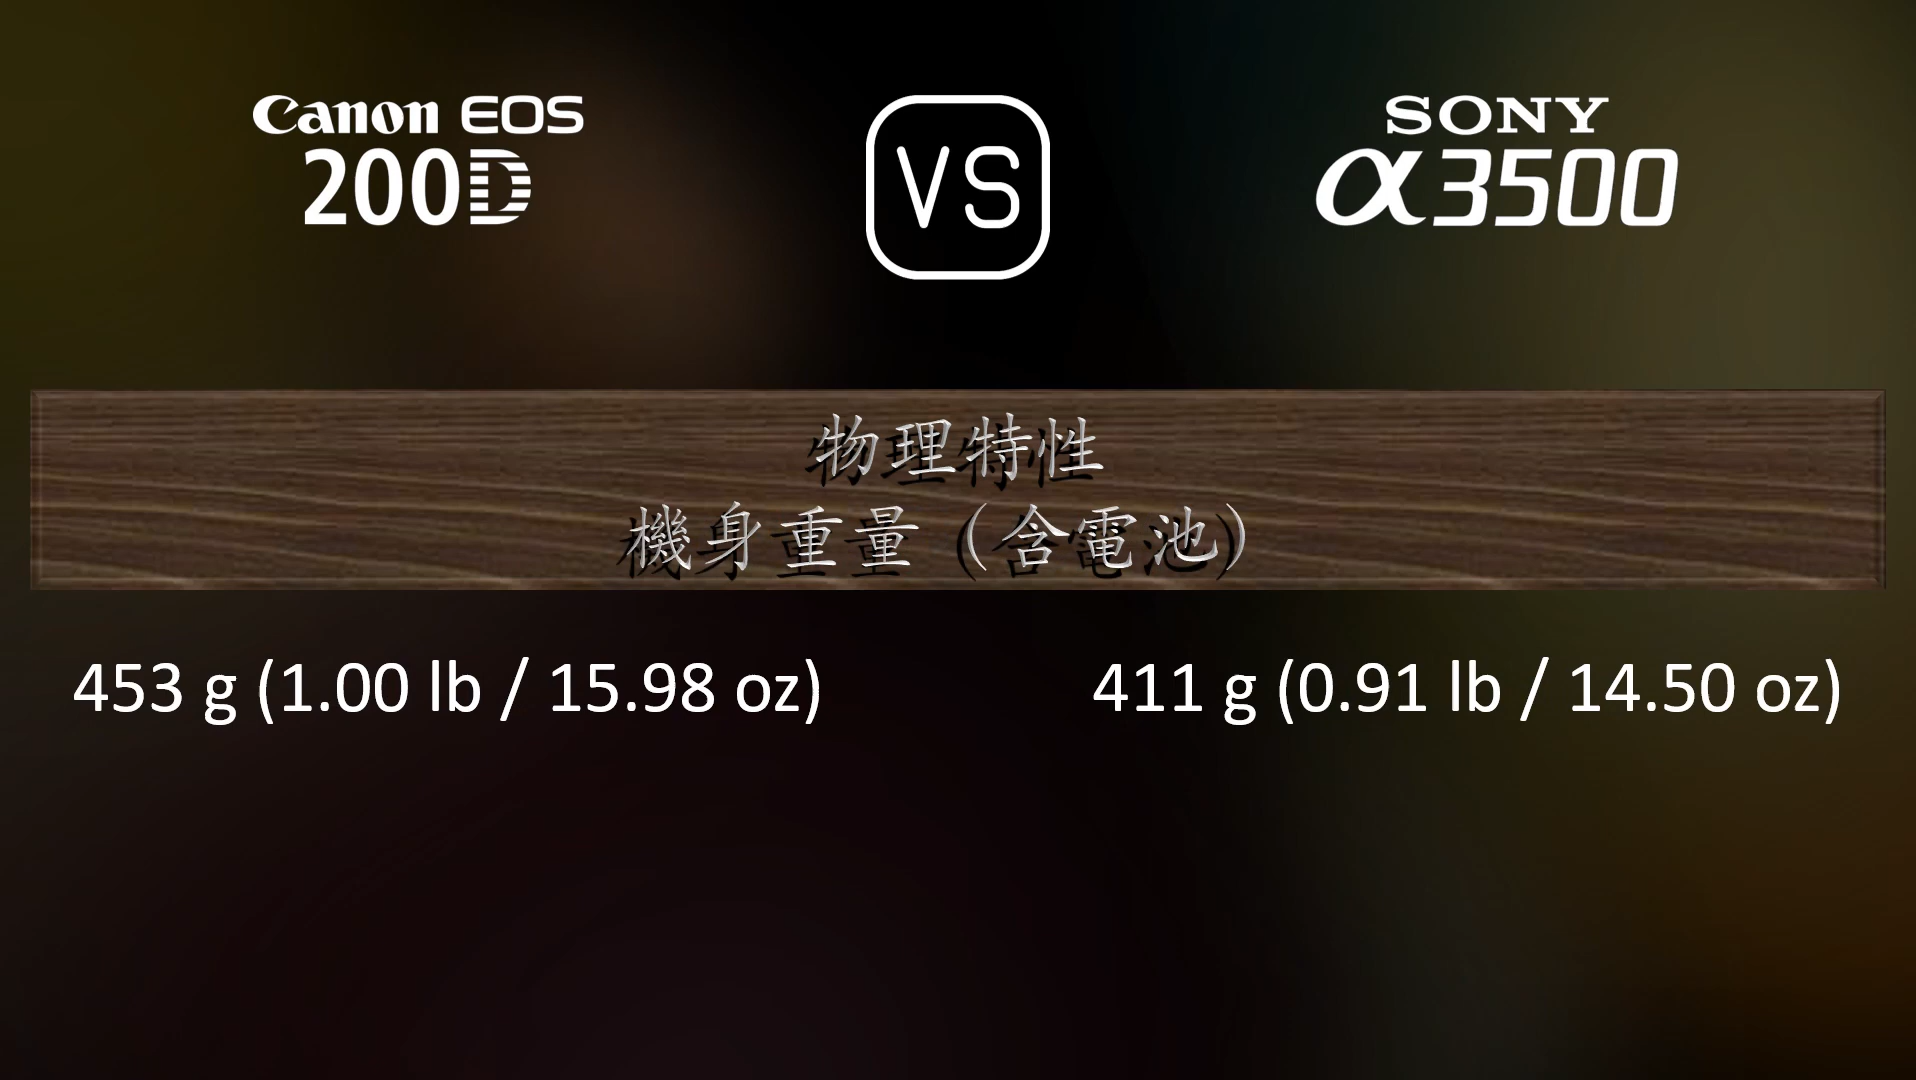 Canon EOS
200D
VS
SONY
α3500
物理特性
機身重量（含電池）
453 g (1.00 lb / 15.98 oz)
411 g (0.91 lb / 14.50 oz)